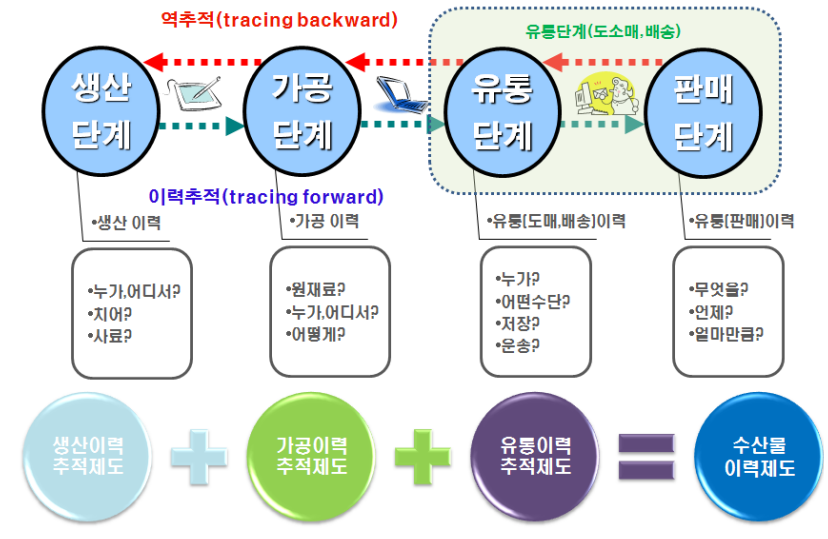 역추적(tracing backward)
유통단계(도소매,배송)
생산
단계
가공
단계
유통
단계
판매
단계
이력추적(tracing forward)
•생산 이력
•가공 이력
•유통[도매,배송]이력
•유통[판매]이력
•누가,어디서?
•치어?
•사료?
•원재료?
•누가,어디서?
•어떻게?
•누가?
•어떤수단?
•저장?
•운송?
•무엇을?
•언제?
•얼마만큼?
생산이력
추적제도
가공이력
추적제도
유통이력
추적제도
수산물
이력제도